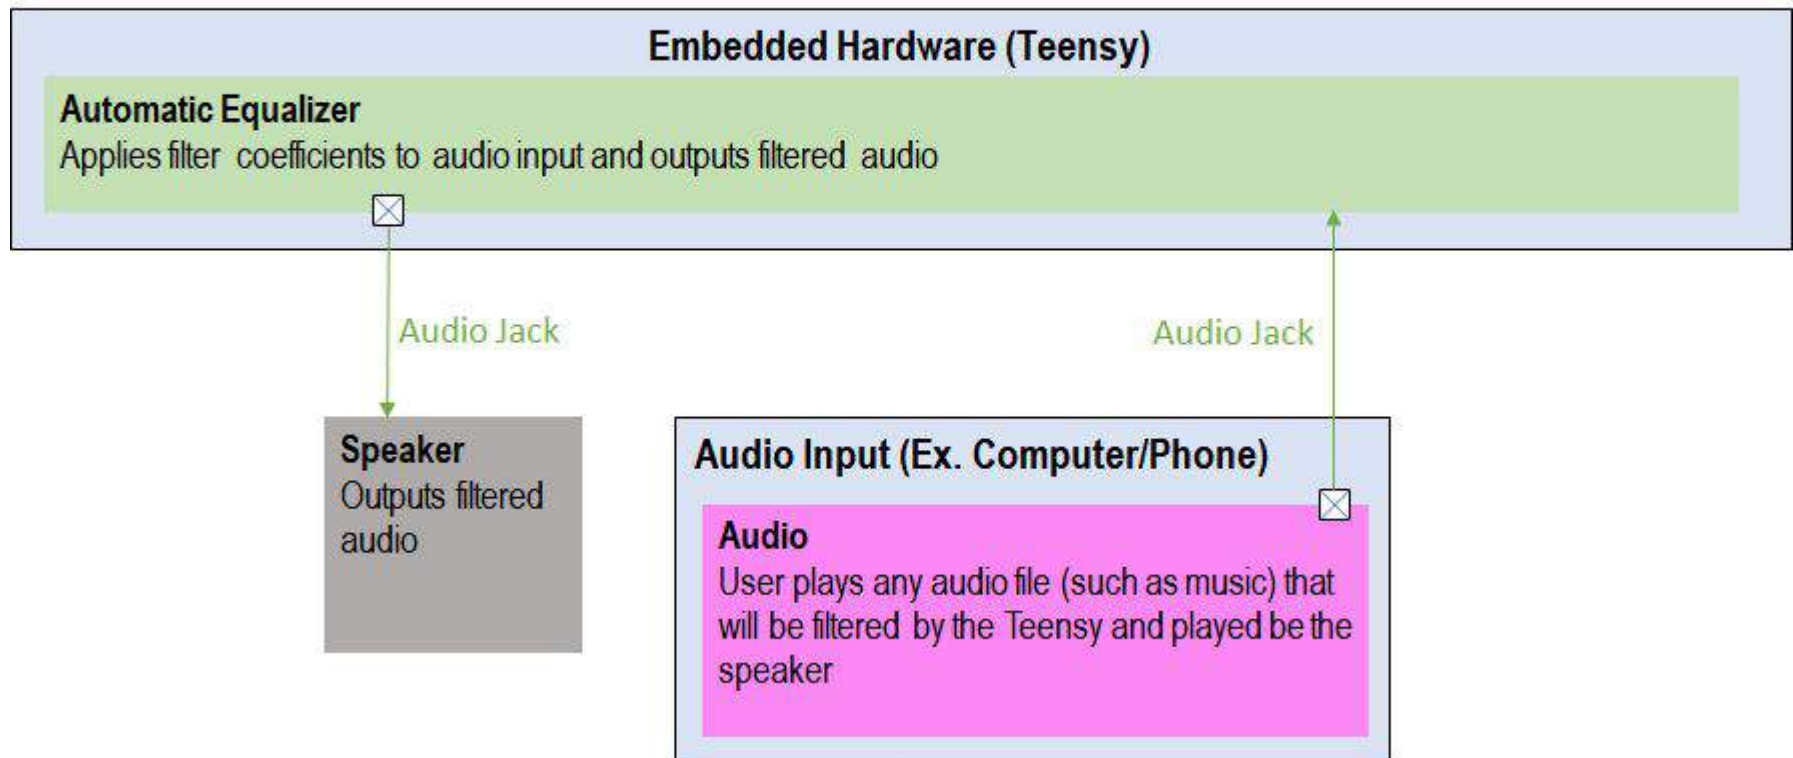 Embedded Hardware (Teensy)
Automatic Equalizer
Applies filter coefficients to audio input and outputs filtered audio
Audio Jack
Audio Jack
Speaker
Outputs filtered
audio
Audio Input (Ex. Computer/Phone)
Audio
User plays any audio file (such as music) that
will be filtered by the Teensy and played be the
speaker